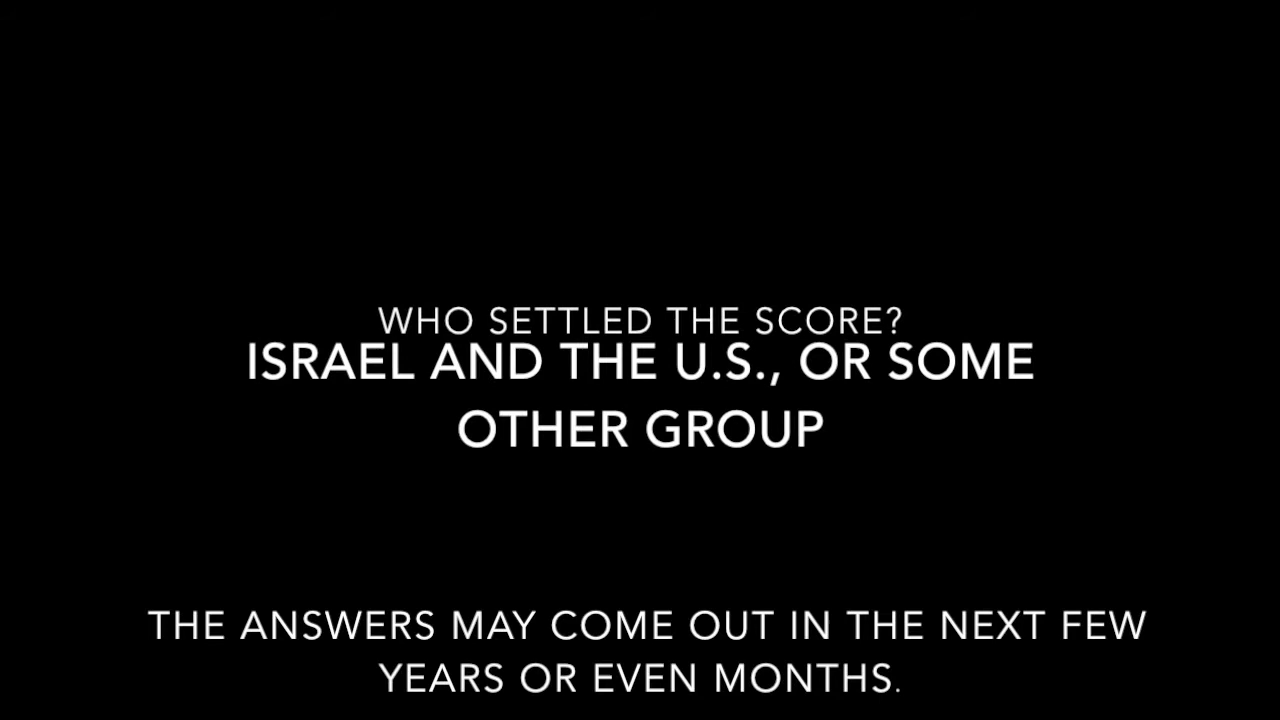 WHO SETTLED THE SCORE?
ISRAEL AND THE U.S., OR SOME
OTHER GROUP
THE ANSWERS MAY COME OUT IN THE NEXT FEW
YEARS OR EVEN MONTHS.